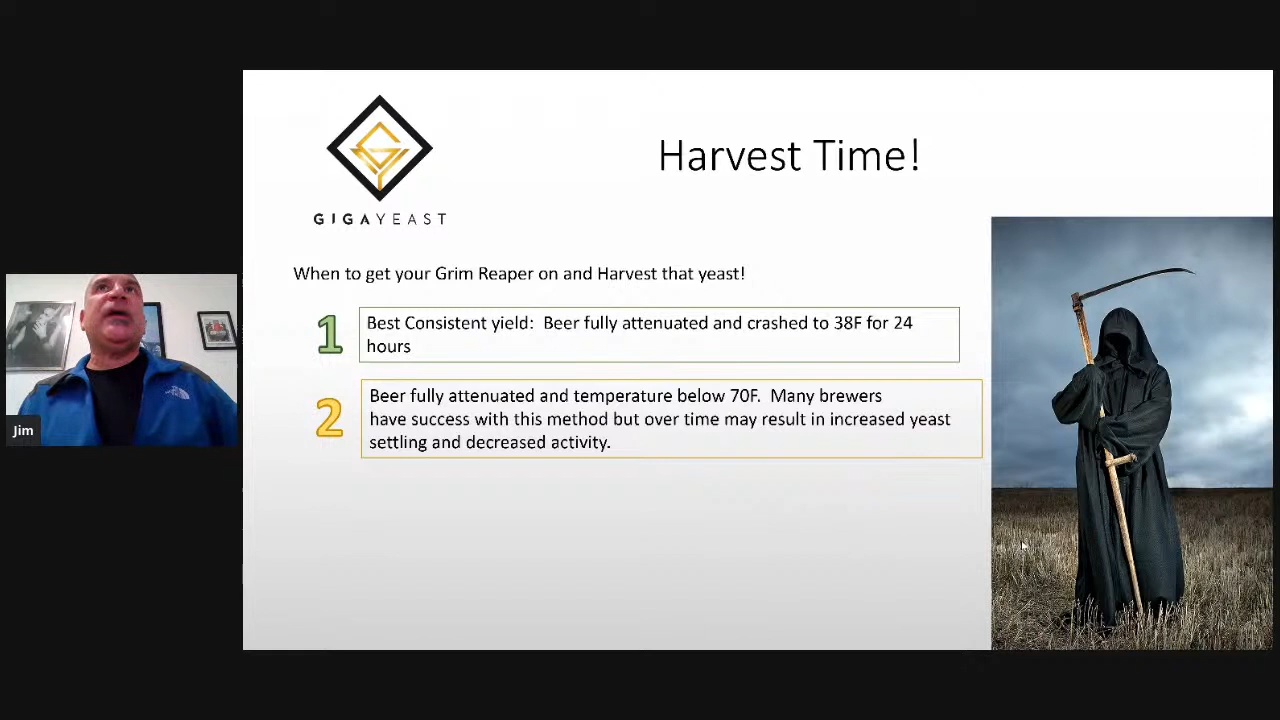 Harvest Time!
GIGAYEAST
When to get your Grim Reaper on and Harvest that yeast!
1
Best Consistent yield: Beer fully attenuated and crashed to 38F for 24
hours
2
Beer fully attenuated and temperature below 70F. Many brewers
have success with this method but over time may result in increased yeast
settling and decreased activity.
Jim